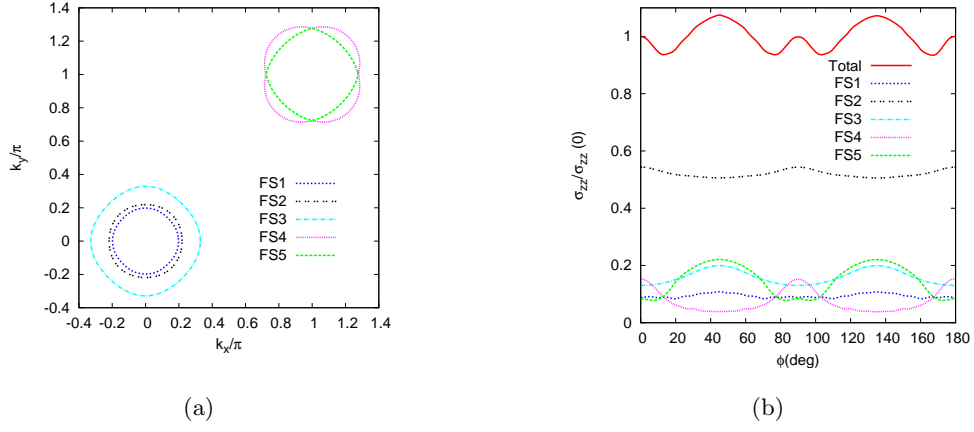 1.4
1.2
1
0.8
0.6
0.4
0.2
0
-0.2
-0.4
k_y/π
FS1
FS2
FS3
FS4
FS5
-0.4 -0.2 0 0.2 0.4 0.6 0.8 1 1.2 1.4
k_x/π
(a)
1
0.8
0.6
0.4
0.2
0
σ_zz/σ_zz(0)
Total
FS1
FS2
FS3
FS4
FS5
0 20 40 60 80 100 120 140 160 180
ϕ(deg)
(b)